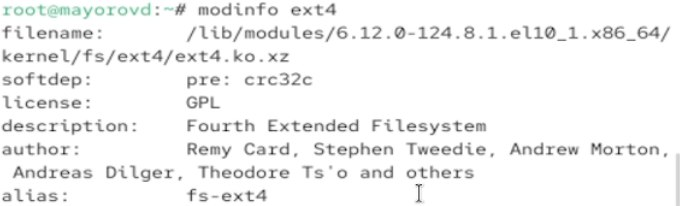 root@mayorovd:~# modinfo ext4
filename:       /lib/modules/6.12.0-124.8.1.el10_1.x86_64/
kernel/fs/ext4/ext4.ko.xz
softdep:        pre: crc32c
license:        GPL
description:    Fourth Extended Filesystem
author:         Remy Card, Stephen Tweedie, Andrew Morton,
 Andreas Dilger, Theodore Ts'o and others
alias:          fs-ext4